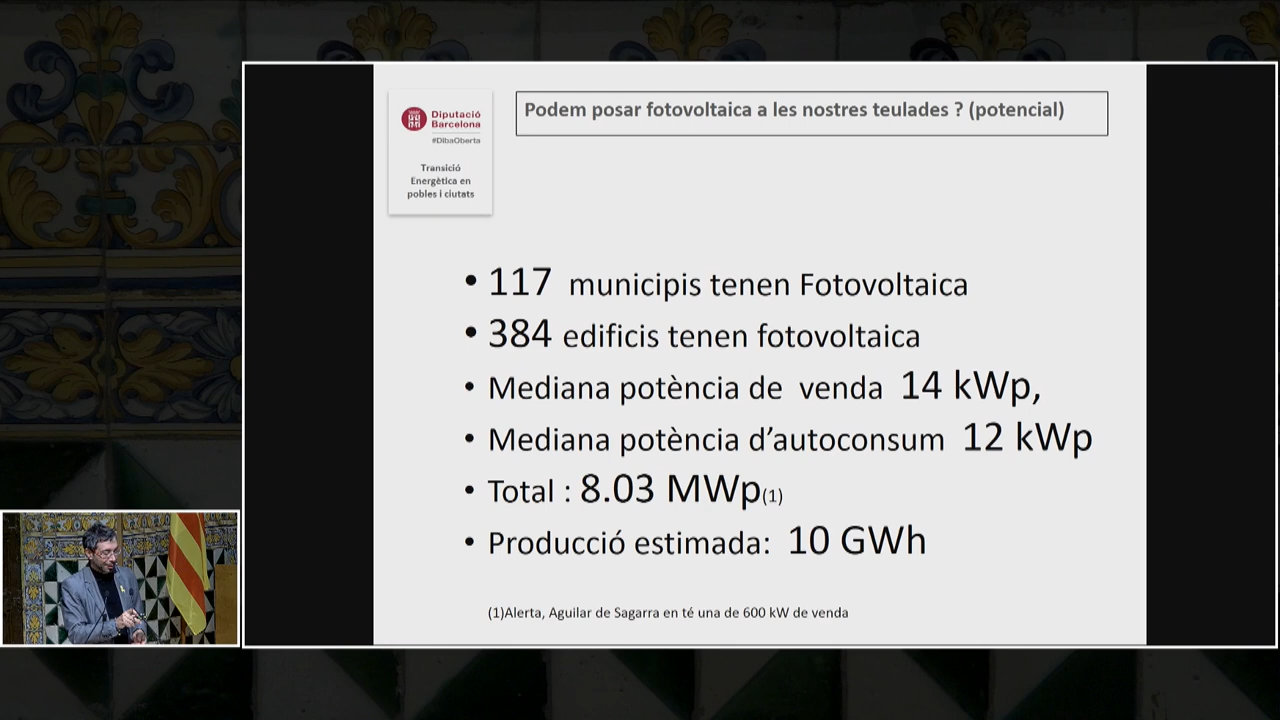 Diputació
Barcelona
#DibaOberta
Transició
Energètica en
pobles i ciutats
Podem posar fotovoltaica a les nostres teulades ? (potencial)
• 117 municipis tenen Fotovoltaica
• 384 edificis tenen fotovoltaica
• Mediana potència de venda 14 kWp,
• Mediana potència d’autoconsum 12 kWp
• Total : 8.03 MWp(1)
• Producció estimada: 10 GWh
(1)Alerta, Aguilar de Sagarra en té una de 600 kW de venda